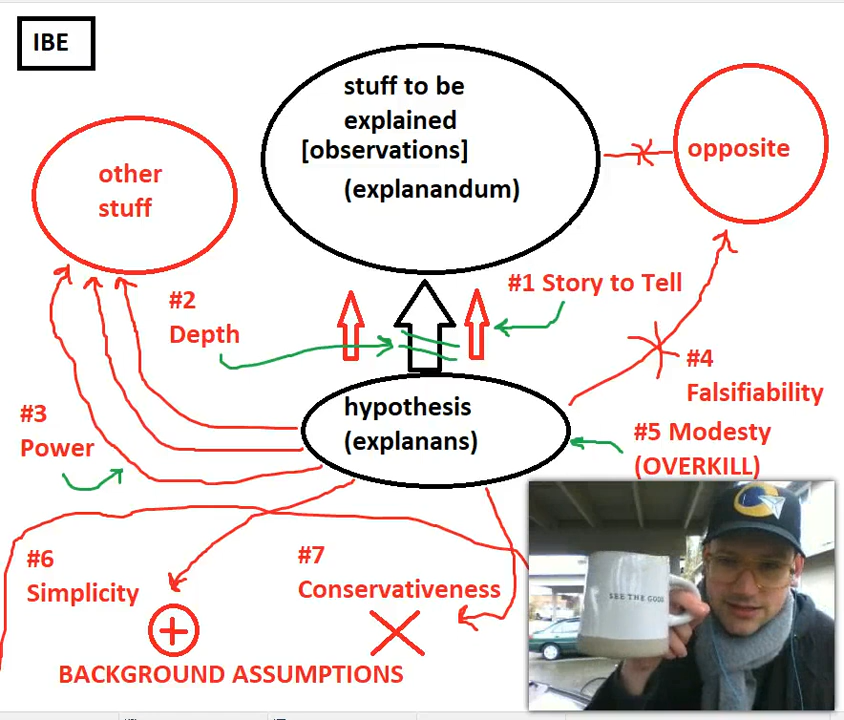 IBE
stuff to be
explained
[observations]
(explanandum)
opposite
other
stuff
#1 Story to Tell
#2
Depth
#3
Power
hypothesis
(explanans)
#4
Falsifiability
#5 Modesty
(OVERKILL)
#6
Simplicity
#7
Conservativeness
BACKGROUND ASSUMPTIONS
SEE THE GOOD